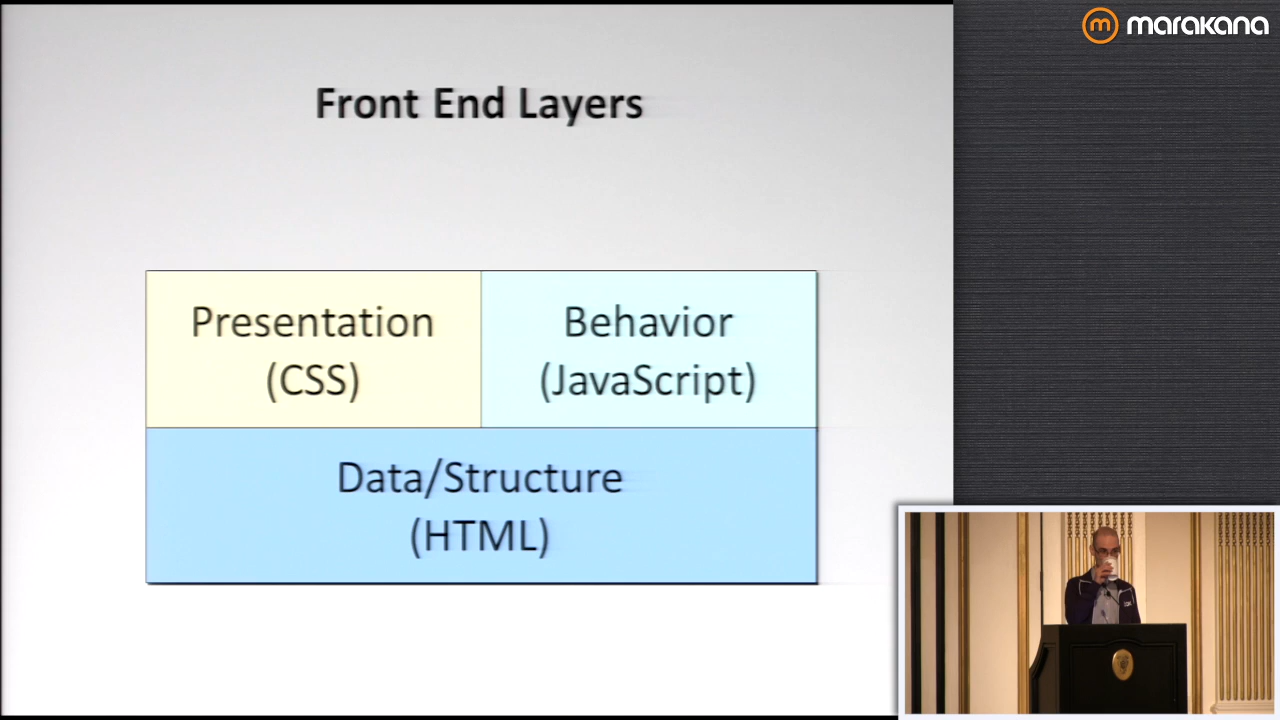 marakana
Front End Layers
Presentation
(CSS)
Behavior
(JavaScript)
Data/Structure
(HTML)